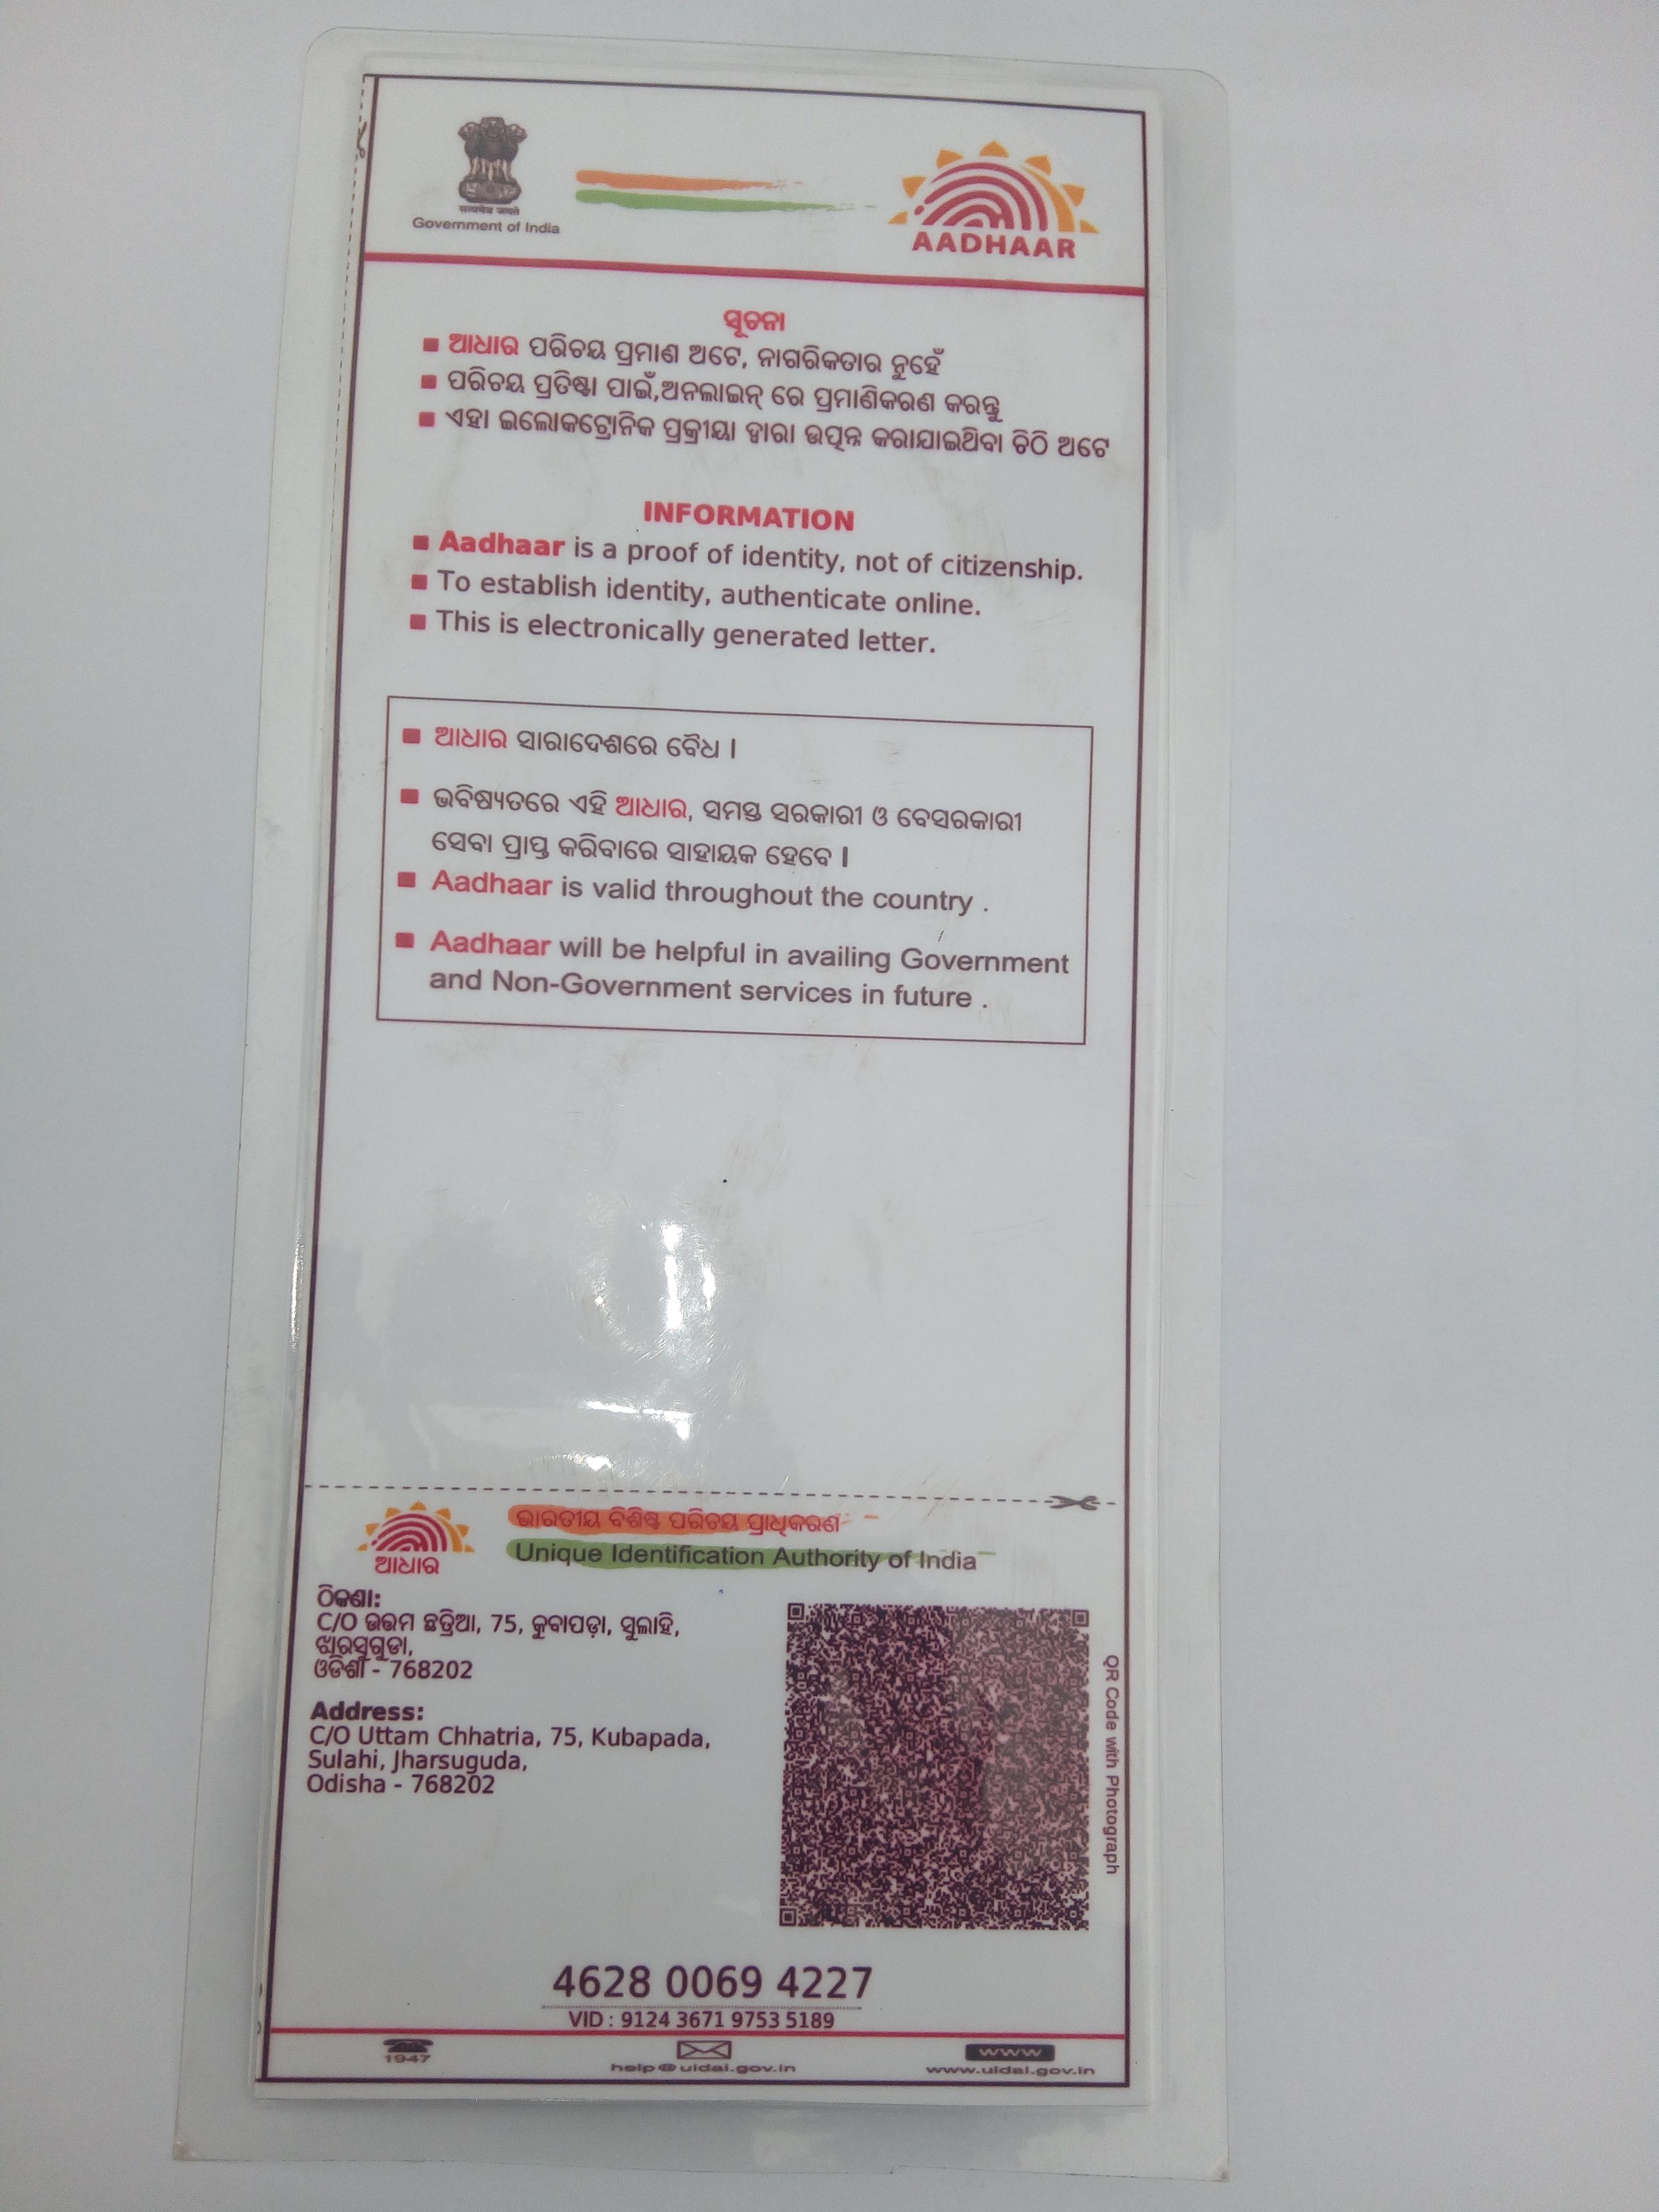 सत्यमेव जयते
Government of India
AADHAAR
ସୂଚନା
ଆଧାର ପରିଚୟ ପ୍ରମାଣ ଅଟେ, ନାଗରିକତାର ନୁହେଁ
ପରିଚୟ ପ୍ରତିଷ୍ଠା ପାଇଁ,ଅନଲାଇନ୍ ରେ ପ୍ରମାଣିକରଣ କରନ୍ତୁ
ଏହା ଇଲୋକଟ୍ରୋନିକ ପ୍ରକ୍ରୀୟା ଦ୍ୱାରା ଉତ୍ପନ୍ନ କରାଯାଇଥିବା ଚିଠି ଅଟେ
INFORMATION
Aadhaar is a proof of identity, not of citizenship.
To establish identity, authenticate online.
This is electronically generated letter.
ଆଧାର ସାରାଦେଶରେ ବୈଧ ।
ଭବିଷ୍ୟତରେ ଏହି ଆଧାର, ସମସ୍ତ ସରକାରୀ ଓ ବେସରକାରୀ
ସେବା ପ୍ରାପ୍ତ କରିବାରେ ସାହାୟକ ହେବେ ।
Aadhaar is valid throughout the country .
Aadhaar will be helpful in availing Government
and Non-Government services in future .
ଆଧାର
ଭାରତୀୟ ବିଶିଷ୍ଟ ପରିଚୟ ପ୍ରାଧିକରଣ
Unique Identification Authority of India
ଠିକଣା:
C/O ଉତ୍ତମ ଛତ୍ରିଆ, 75, କୁବାପଡ଼ା, ସୁଲାହି,
ଝାରସୁଗୁଡା,
ଓଡିଶା - 768202
Address:
C/O Uttam Chhatria, 75, Kubapada,
Sulahi, Jharsuguda,
Odisha - 768202
QR Code with Photograph
4628 0069 4227
VID : 9124 3671 9753 5189
1947
help@uidai.gov.in
www
www.uidai.gov.in